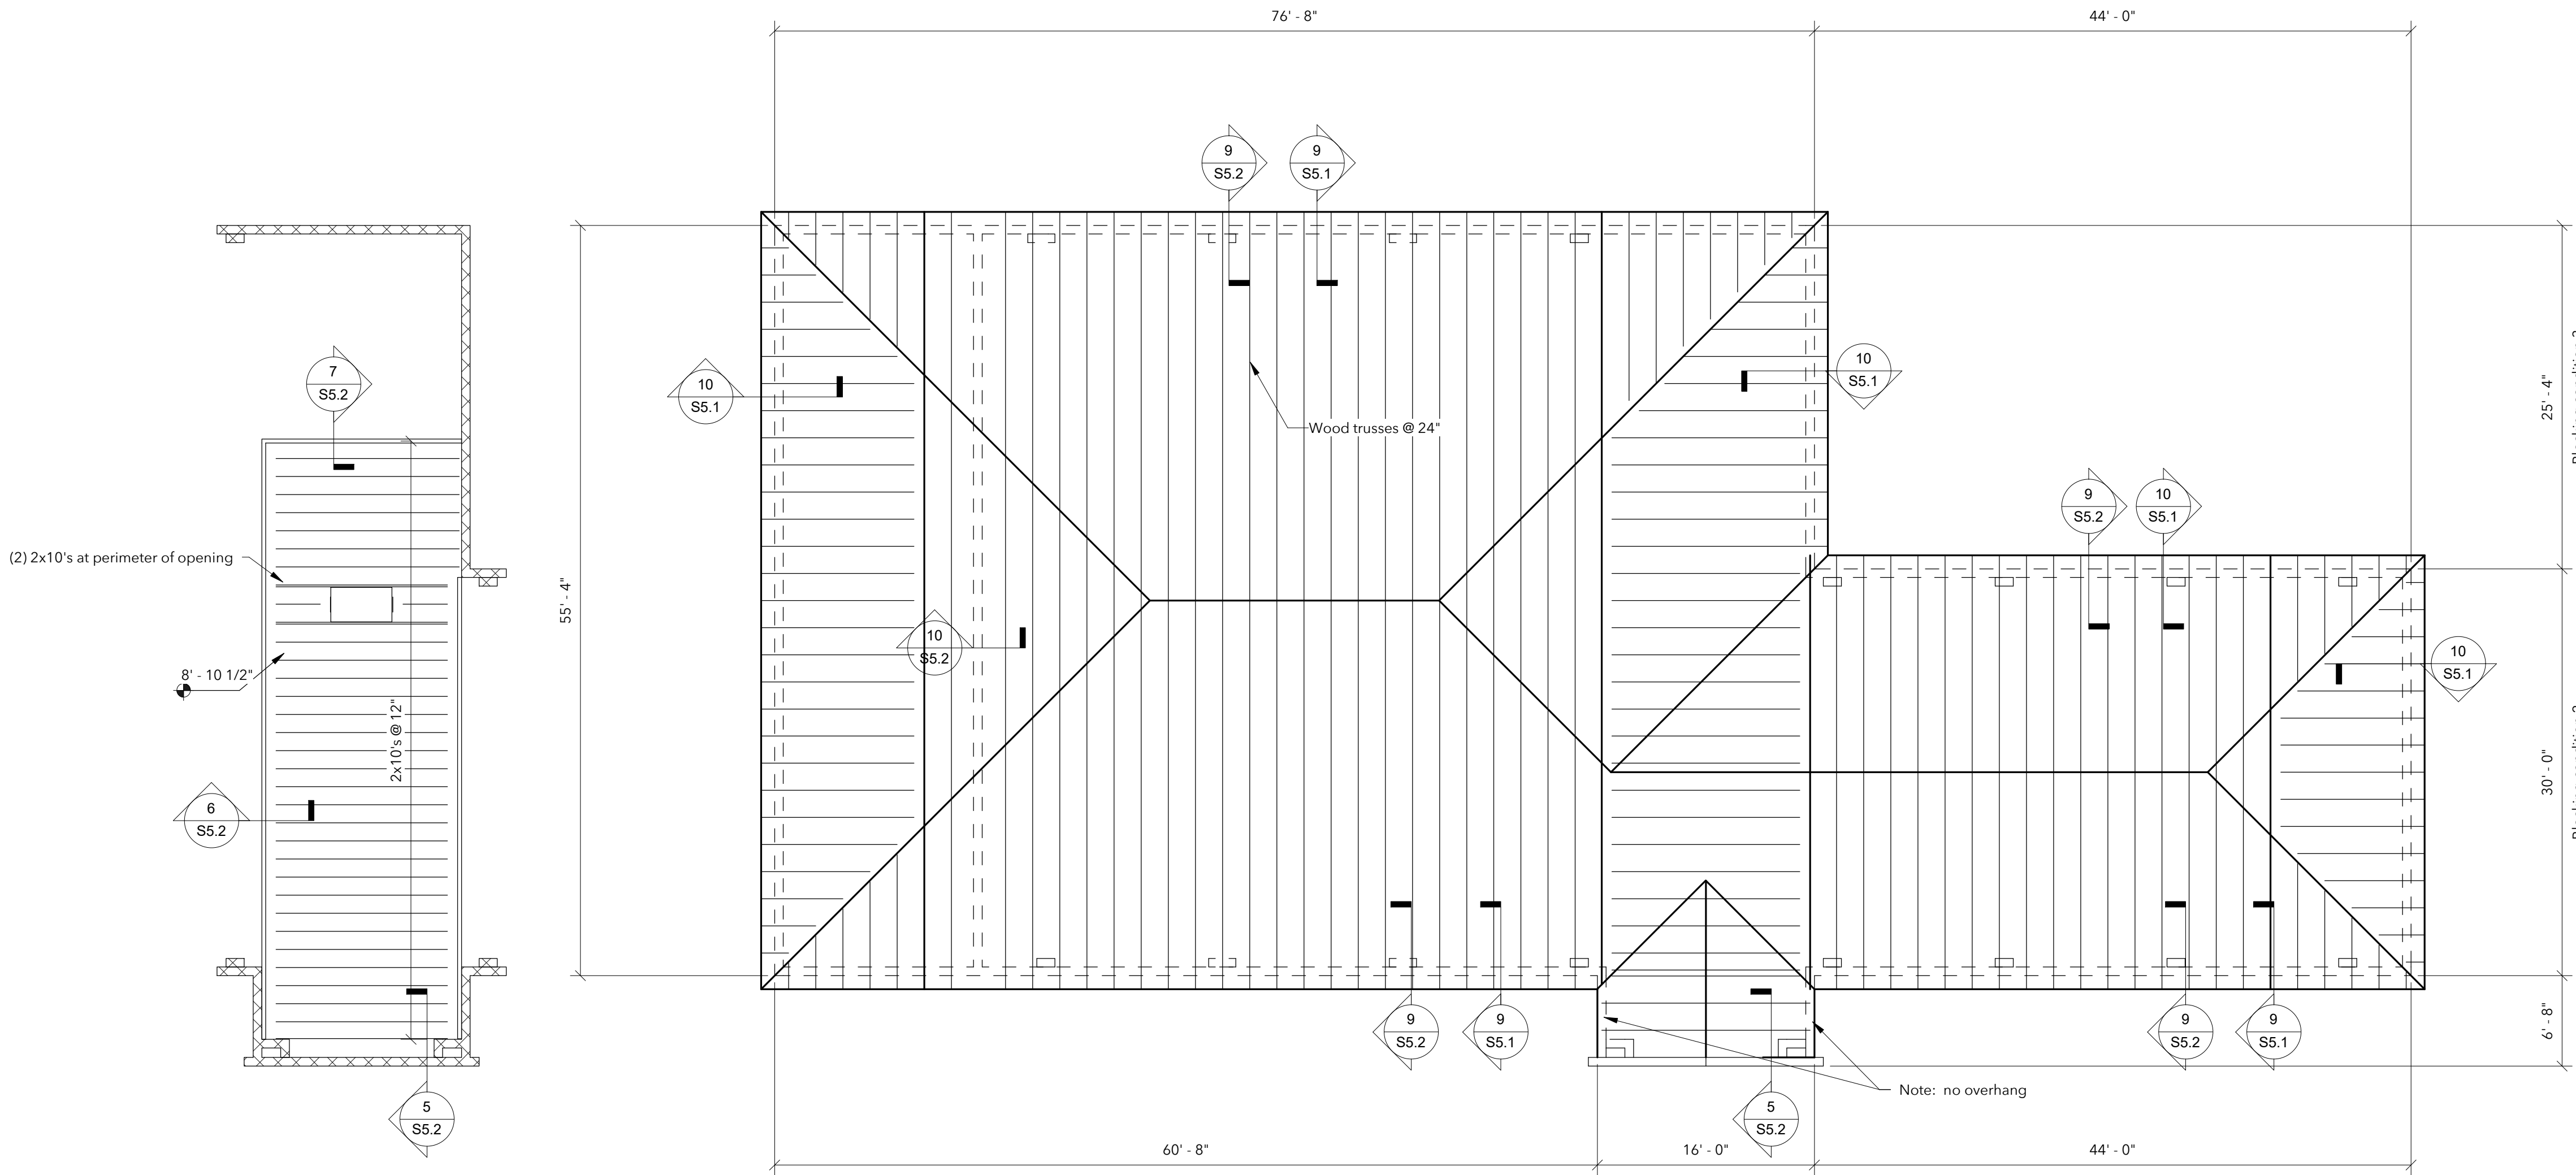 76' - 8"
44' - 0"
9
S5.2
9
S5.1
7
S5.2
10
S5.1
10
S5.1
25' - 4"
Wood trusses @ 24"
9
S5.2
10
S5.1
(2) 2x10's at perimeter of opening
55' - 4"
10
S5.2
10
S5.1
8' - 10 1/2"
2x10's @ 12"
30' - 0"
6
S5.2
9
S5.2
9
S5.1
9
S5.2
9
S5.1
6' - 8"
Note:  no overhang
5
S5.2
5
S5.2
60' - 8"
16' - 0"
44' - 0"